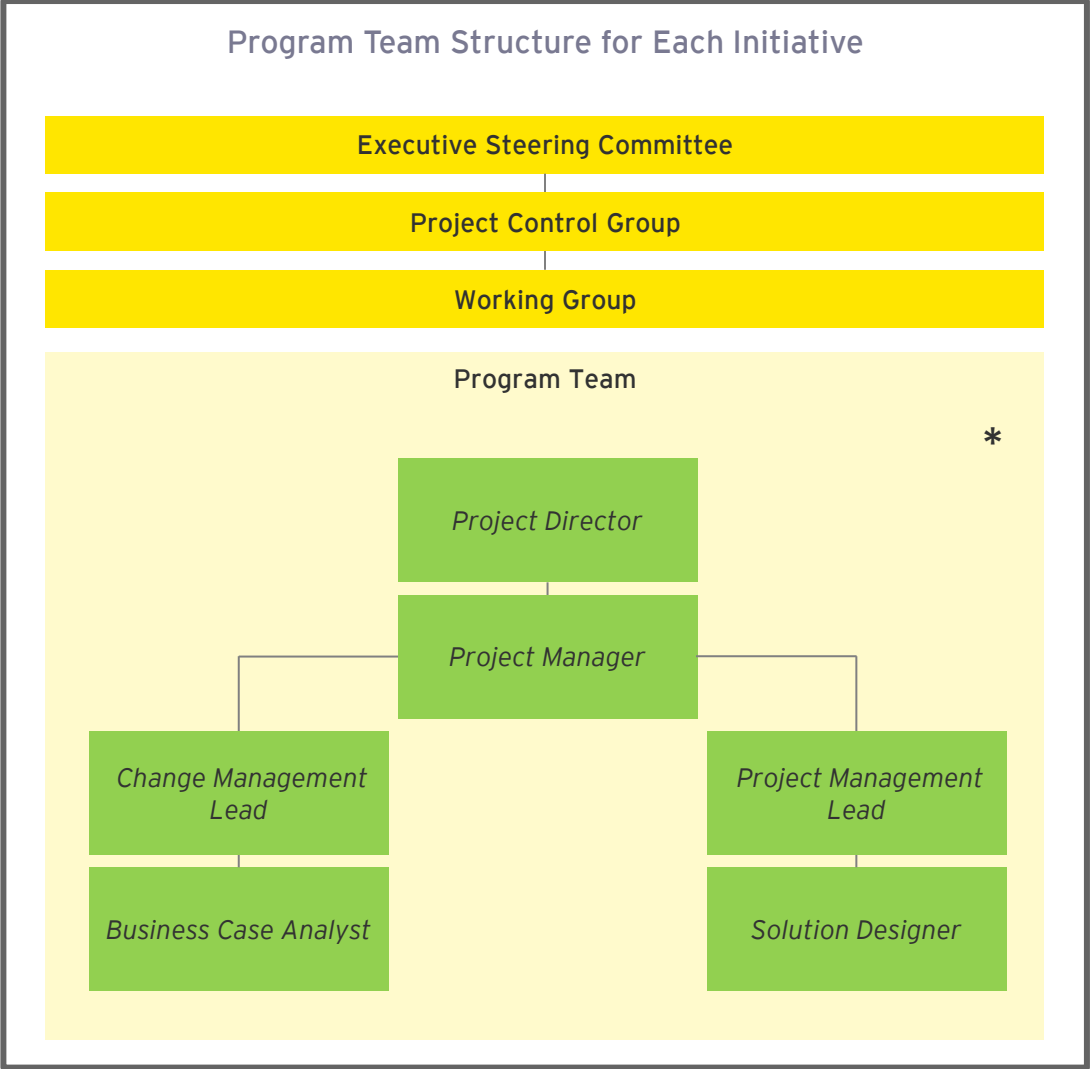 Program Team Structure for Each Initiative
Executive Steering Committee
Project Control Group
Working Group
Program Team
*
Project Director
Project Manager
Change Management
Lead
Project Management
Lead
Business Case Analyst
Solution Designer